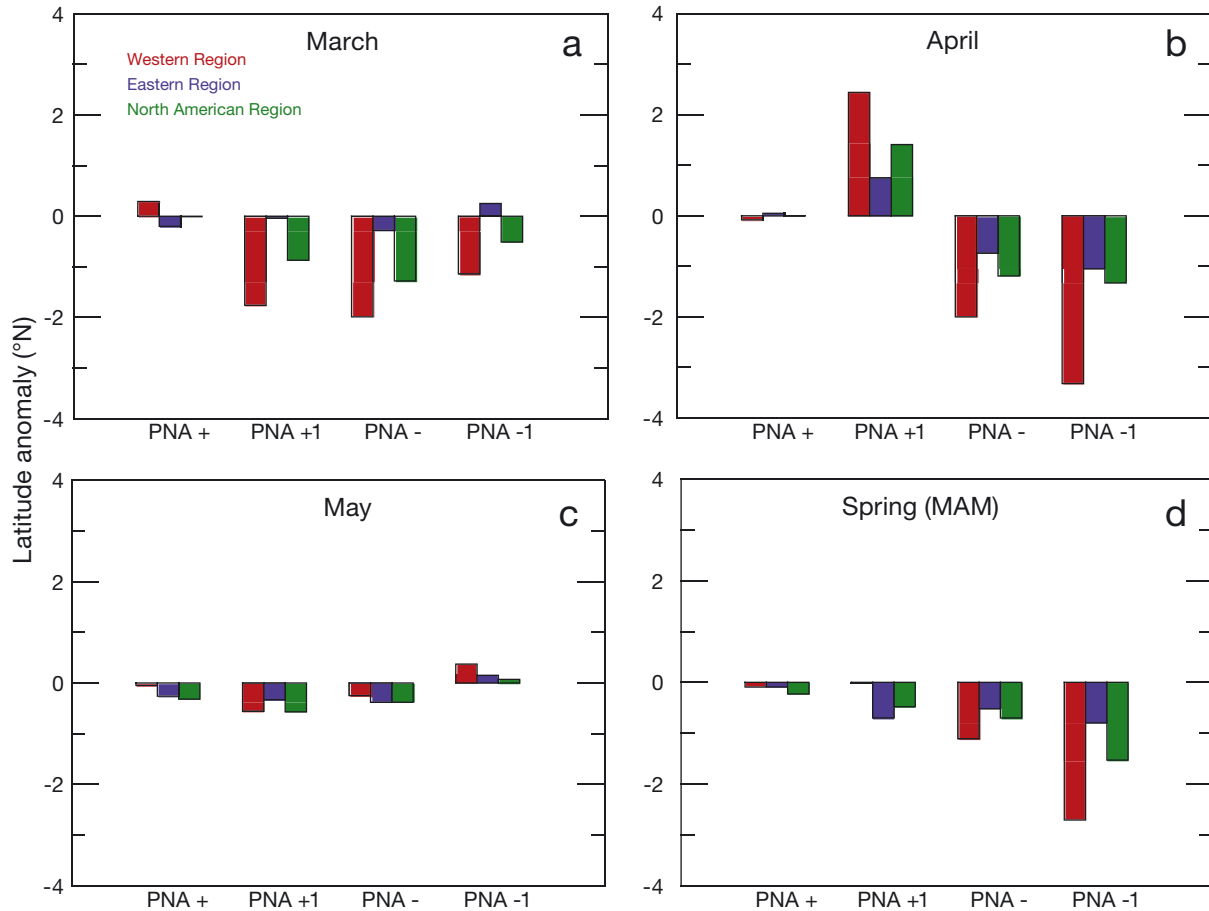 March
a
Western Region
Eastern Region
North American Region
4
2
0
-2
-4
PNA +
PNA +1
PNA -
PNA -1
April
b
4
2
0
-2
-4
PNA +
PNA +1
PNA -
PNA -1
Latitude anomaly (°N)
May
c
4
2
0
-2
-4
PNA +
PNA +1
PNA -
PNA -1
Spring (MAM)
d
4
2
0
-2
-4
PNA +
PNA +1
PNA -
PNA -1